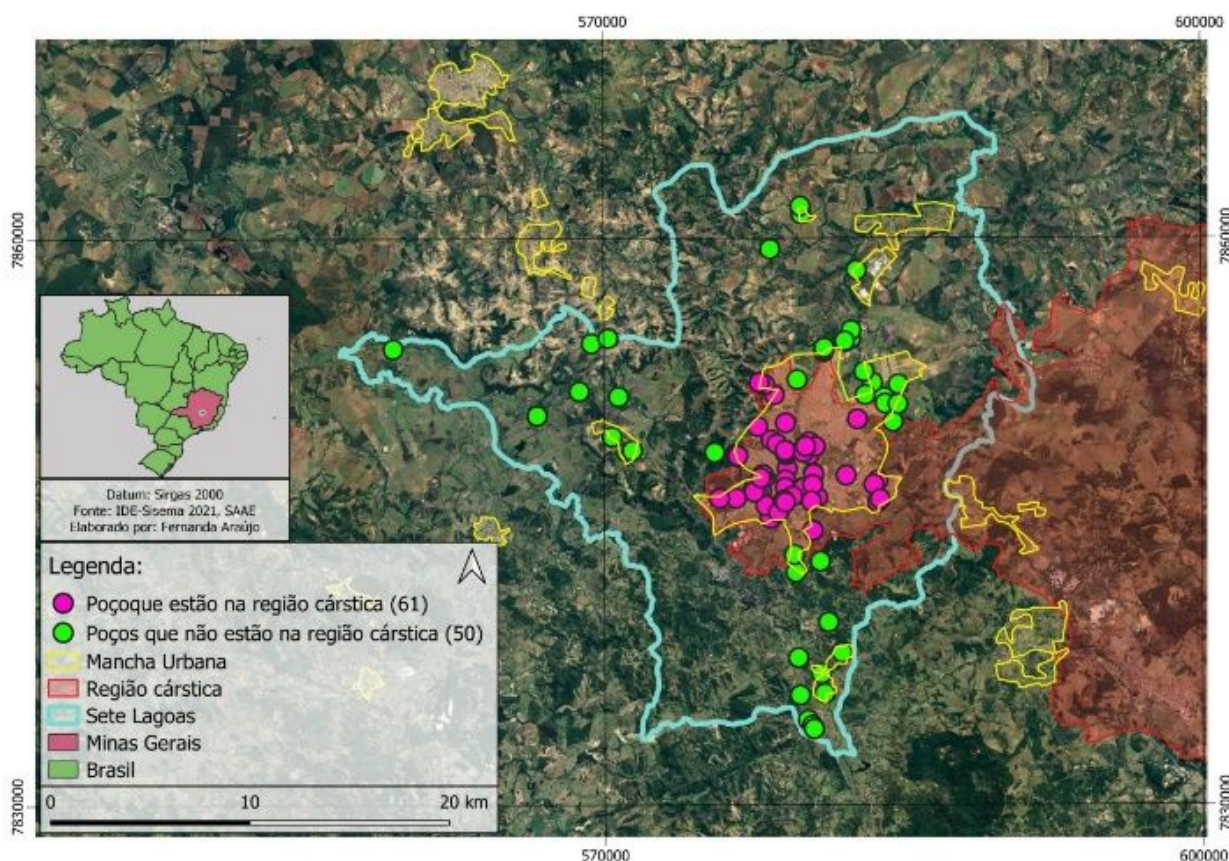 570000
600000
7860000
7860000
Datum: Sirgas 2000
Fonte: IDE-Sisema 2021, SAAE
Elaborado por: Fernanda Araújo
Legenda:
Poçoque estão na região cárstica (61)
Poços que não estão na região cárstica (50)
Mancha Urbana
Região cárstica
Sete Lagoas
Minas Gerais
Brasil
0 10 20 km
7830000
7830000
570000
600000